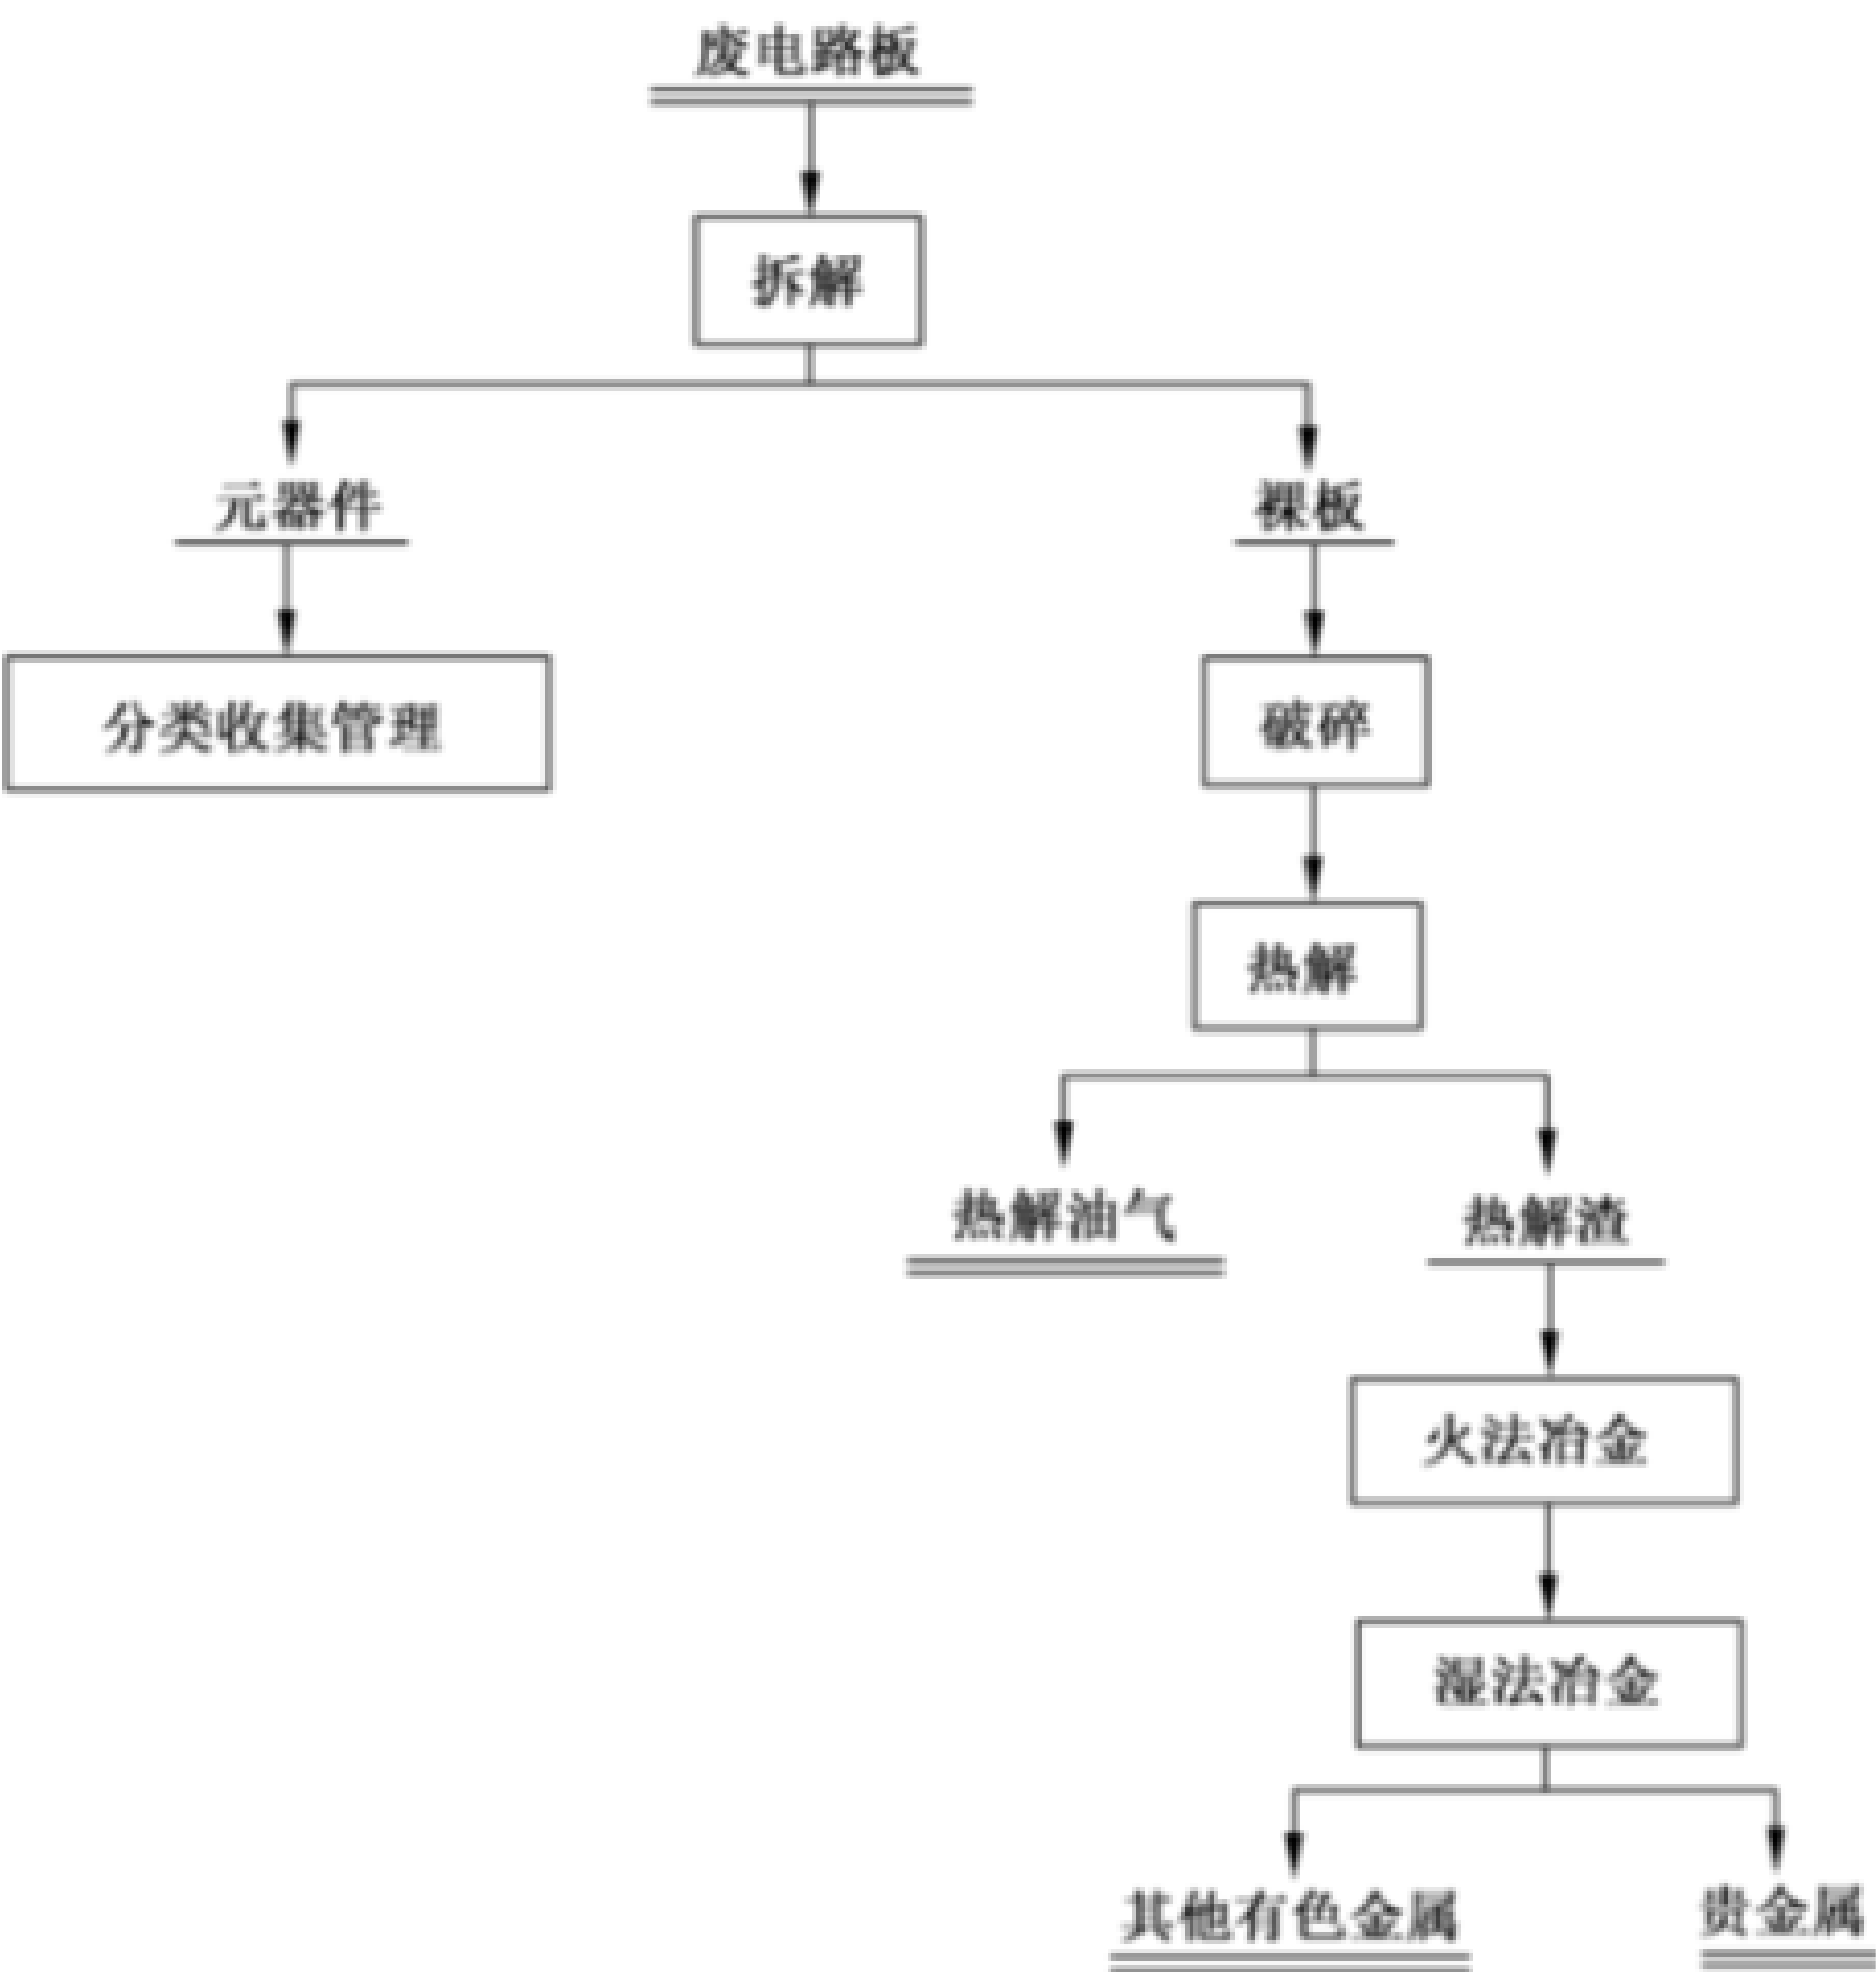 废电路板
拆解
元器件
裸板
分类收集管理
破碎
热解
热解油气
热解渣
火法冶金
湿法冶金
其他有色金属
贵金属